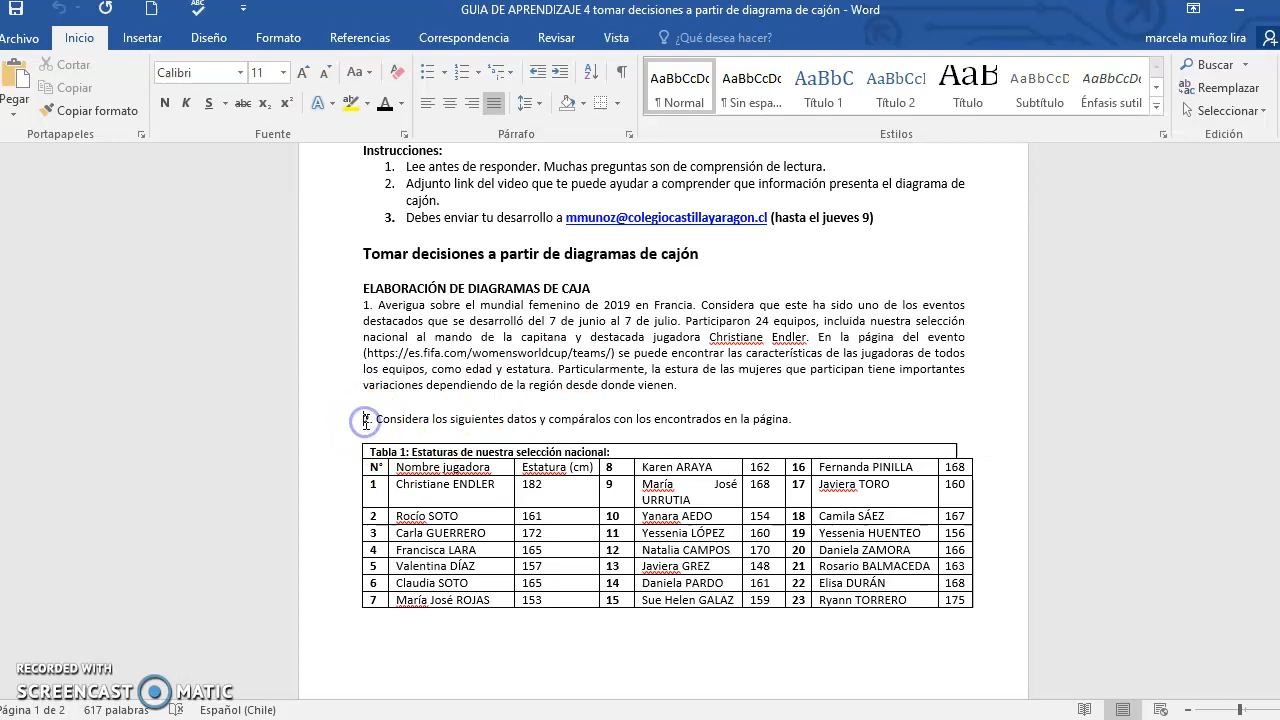 GUIA DE APRENDIZAJE 4 tomar decisiones a partir de diagrama de cajón - Word
Archivo Inicio Insertar Diseño Formato Referencias Correspondencia Revisar Vista ¿Qué desea hacer? marcela muñoz lira
Pegar
Cortar
Copiar
Copiar formato
Portapapeles
Calibri 11
N K S abc x₂ x²
Fuente
Párrafo
AaBbCcDc AaBbCcDc AaBbC AaBbCcI AaB AaBbCcD AaBbCcDc
¶ Normal ¶ Sin espa... Título 1 Título 2 Título Subtítulo Énfasis sutil
Estilos
Buscar
Reemplazar
Seleccionar
Edición
Instrucciones:
1. Lee antes de responder. Muchas preguntas son de comprensión de lectura.
2. Adjunto link del video que te puede ayudar a comprender que información presenta el diagrama de
cajón.
3. Debes enviar tu desarrollo a mmunoz@colegiocastillayaragon.cl (hasta el jueves 9)
Tomar decisiones a partir de diagramas de cajón
ELABORACIÓN DE DIAGRAMAS DE CAJA
1. Averigua sobre el mundial femenino de 2019 en Francia. Considera que este ha sido uno de los eventos
destacados que se desarrolló del 7 de junio al 7 de julio. Participaron 24 equipos, incluida nuestra selección
nacional al mando de la capitana y destacada jugadora Christiane Endler. En la página del evento
(https://es.fifa.com/womensworldcup/teams/) se puede encontrar las características de las jugadoras de todos
los equipos, como edad y estatura. Particularmente, la estura de las mujeres que participan tiene importantes
variaciones dependiendo de la región desde donde vienen.
Considera los siguientes datos y compáralos con los encontrados en la página.
Tabla 1: Estaturas de nuestra selección nacional:
N° Nombre jugadora Estatura (cm) 8 Karen ARAYA 162 16 Fernanda PINILLA 168
1 Christiane ENDLER 182 9 María José 168 17 Javiera TORO 160
URRUTIA
2 Rocío SOTO 161 10 Yanara AEDO 154 18 Camila SÁEZ 167
3 Carla GUERRERO 172 11 Yessenia LÓPEZ 160 19 Yessenia HUENTEO 156
4 Francisca LARA 165 12 Natalia CAMPOS 170 20 Daniela ZAMORA 166
5 Valentina DÍAZ 157 13 Javiera GREZ 148 21 Rosario BALMACEDA 163
6 Claudia SOTO 165 14 Daniela PARDO 161 22 Elisa DURÁN 168
7 María José ROJAS 153 15 Sue Helen GALAZ 159 23 Ryann TORRERO 175
RECORDED WITH
SCREENCAST MATIC
Página 1 de 2 617 palabras Español (Chile)